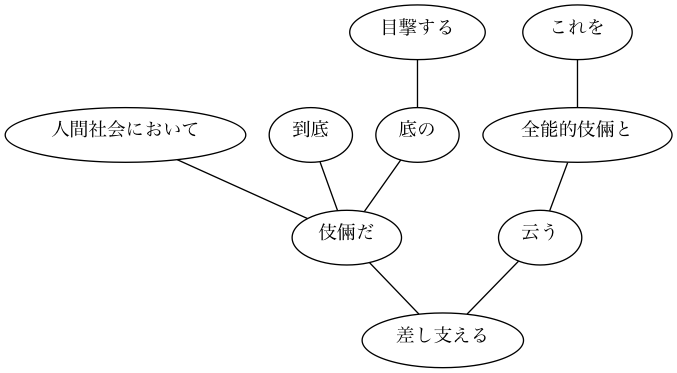 目撃する
これを
人間社会において
到底
底の
全能的伎倆と
伎倆だ
云う
差し支える